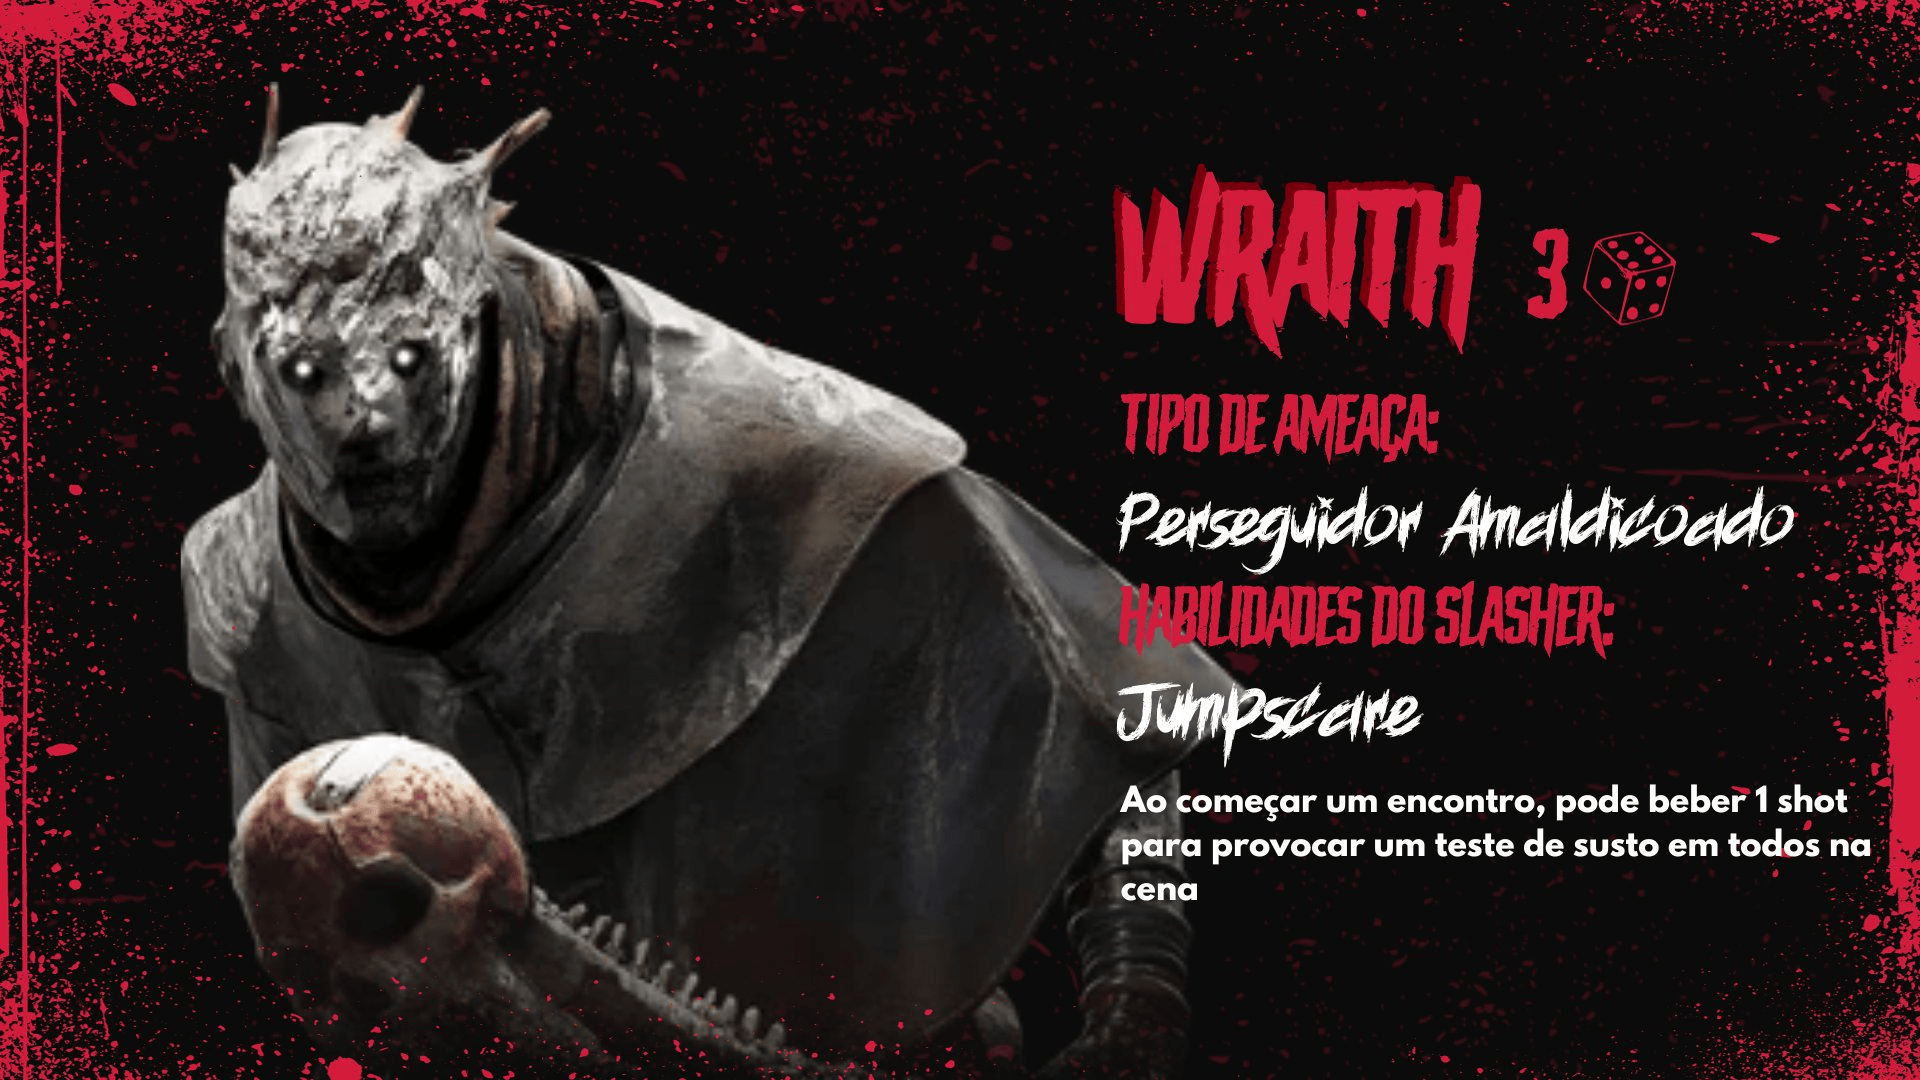 WRAITH 3
TIPO DE AMEAÇA:
Perseguidor Amaldicoado
HABILIDADES DO SLASHER:
Jumpscare
Ao começar um encontro, pode beber 1 shot
para provocar um teste de susto em todos na
cena